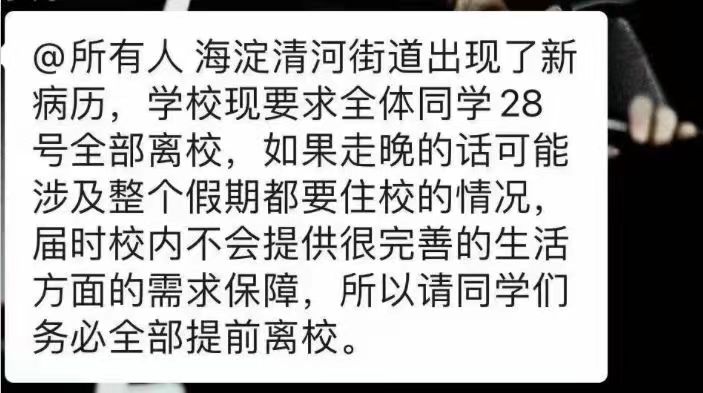 @所有人 海淀清河街道出现了新
病历，学校现要求全体同学28
号全部离校，如果走晚的话可能
涉及整个假期都要住校的情况，
届时校内不会提供很完善的生活
方面的需求保障，所以请同学们
务必全部提前离校。